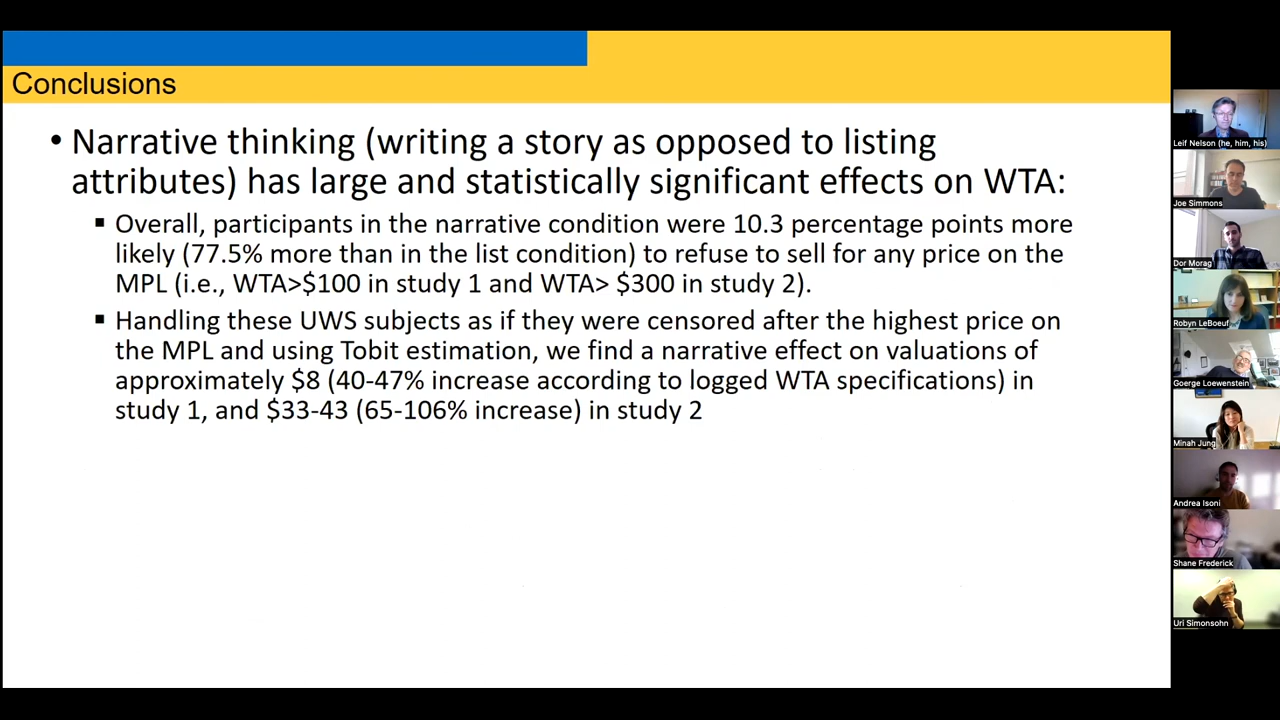 Conclusions
• Narrative thinking (writing a story as opposed to listing
attributes) has large and statistically significant effects on WTA:
▪ Overall, participants in the narrative condition were 10.3 percentage points more
likely (77.5% more than in the list condition) to refuse to sell for any price on the
MPL (i.e., WTA>$100 in study 1 and WTA> $300 in study 2).
▪ Handling these UWS subjects as if they were censored after the highest price on
the MPL and using Tobit estimation, we find a narrative effect on valuations of
approximately $8 (40-47% increase according to logged WTA specifications) in
study 1, and $33-43 (65-106% increase) in study 2
Leif Nelson (he, him, his)
Joe Simmons
Dor Morag
Robyn LeBoeuf
Goerge Loewenstein
Minah Jung
Andrea Isoni
Shane Frederick
Uri Simonsohn